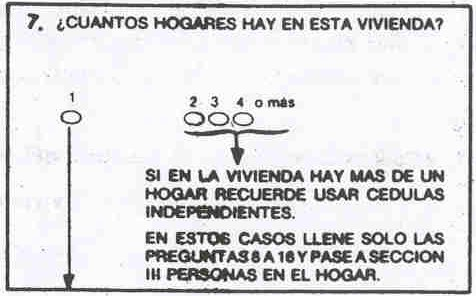 7. ¿CUANTOS HOGARES HAY EN ESTA VIVIENDA?
1
2 3 4 o más
SI EN LA VIVIENDA HAY MAS DE UN
HOGAR RECUERDE USAR CEDULAS
INDEPENDIENTES.
EN ESTOS CASOS LLENE SOLO LAS
PREGUNTAS 8 A 16 Y PASE A SECCION
III PERSONAS EN EL HOGAR.